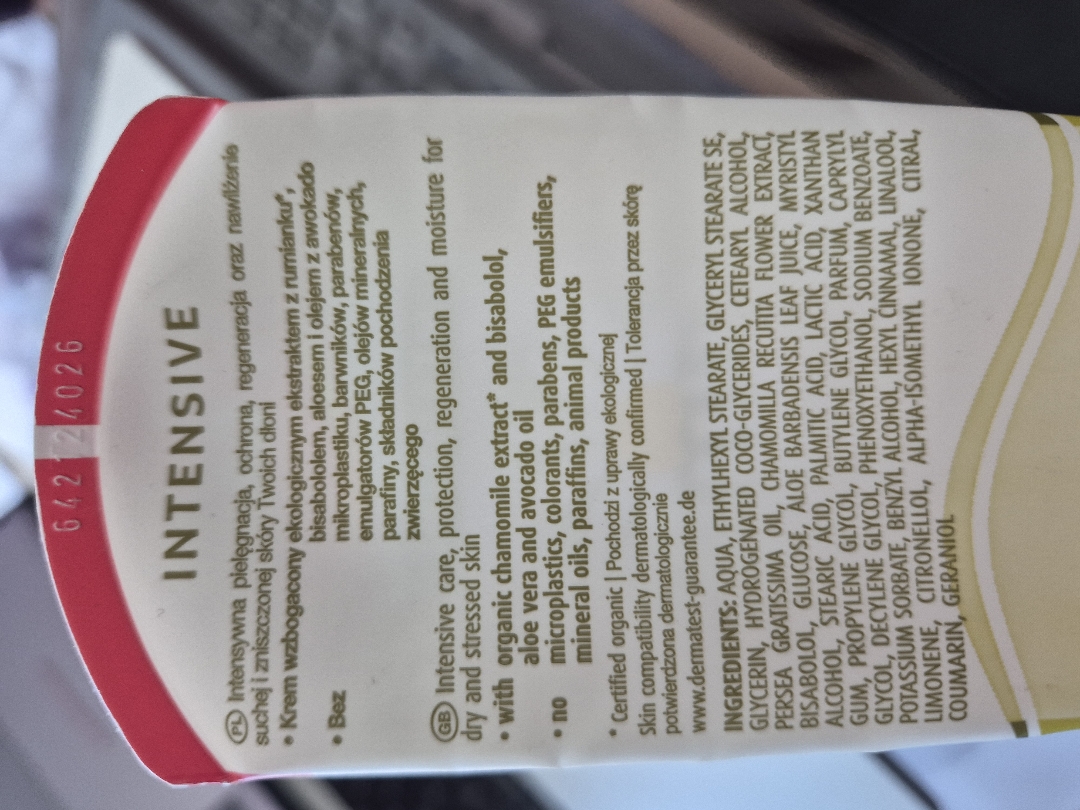 642124026
INTENSIVE
PL Intensywna pielęgnacja, ochrona, regeneracja oraz nawilżenie
suchej i zniszczonej skóry Twoich dłoni
• Krem wzbogacony ekologicznym ekstraktem z rumianku*,
bisabololem, aloesem i olejem z awokado
• Bez mikroplastiku, barwników, parabenów,
emulgatorów PEG, olejów mineralnych,
parafiny, składników pochodzenia
zwierzęcego
GB Intensive care, protection, regeneration and moisture for
dry and stressed skin
• with organic chamomile extract* and bisabolol,
aloe vera and avocado oil
• no microplastics, colorants, parabens, PEG emulsifiers,
mineral oils, paraffins, animal products
* Certified organic | Pochodzi z uprawy ekologicznej
Skin compatibility dermatologically confirmed | Tolerancja przez skórę
potwierdzona dermatologicznie
www.dermatest-guarantee.de
INGREDIENTS: AQUA, ETHYLHEXYL STEARATE, GLYCERYL STEARATE SE,
GLYCERIN, HYDROGENATED COCO-GLYCERIDES, CETEARYL ALCOHOL,
PERSEA GRATISSIMA OIL, CHAMOMILLA RECUTITA FLOWER EXTRACT,
BISABOLOL, GLUCOSE, ALOE BARBADENSIS LEAF JUICE, MYRISTYL
ALCOHOL, STEARIC ACID, PALMITIC ACID, LACTIC ACID, XANTHAN
GUM, PROPYLENE GLYCOL, BUTYLENE GLYCOL, PARFUM, CAPRYLYL
GLYCOL, DECYLENE GLYCOL, PHENOXYETHANOL, SODIUM BENZOATE,
POTASSIUM SORBATE, BENZYL ALCOHOL, HEXYL CINNAMAL, LINALOOL,
LIMONENE, CITRONELLOL, ALPHA-ISOMETHYL IONONE, CITRAL,
COUMARIN, GERANIOL